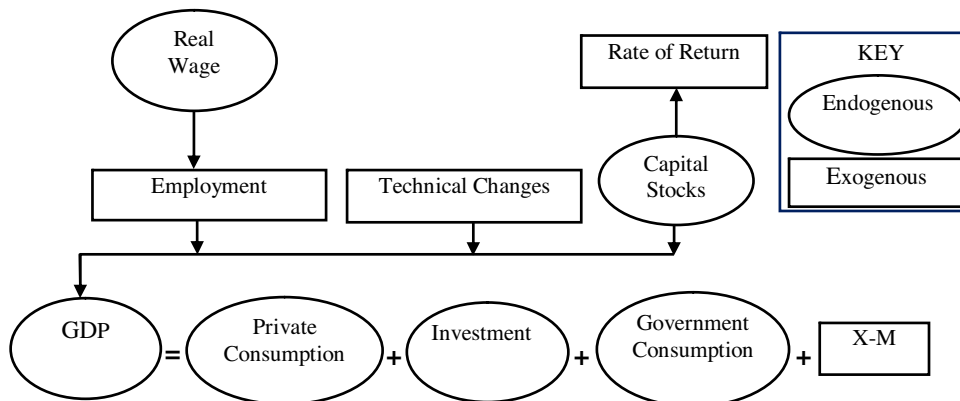 Real
Wage
Rate of Return
KEY
Endogenous
Exogenous
Employment
Technical Changes
Capital
Stocks
GDP
=
Private
Consumption
+
Investment
+
Government
Consumption
+
X-M